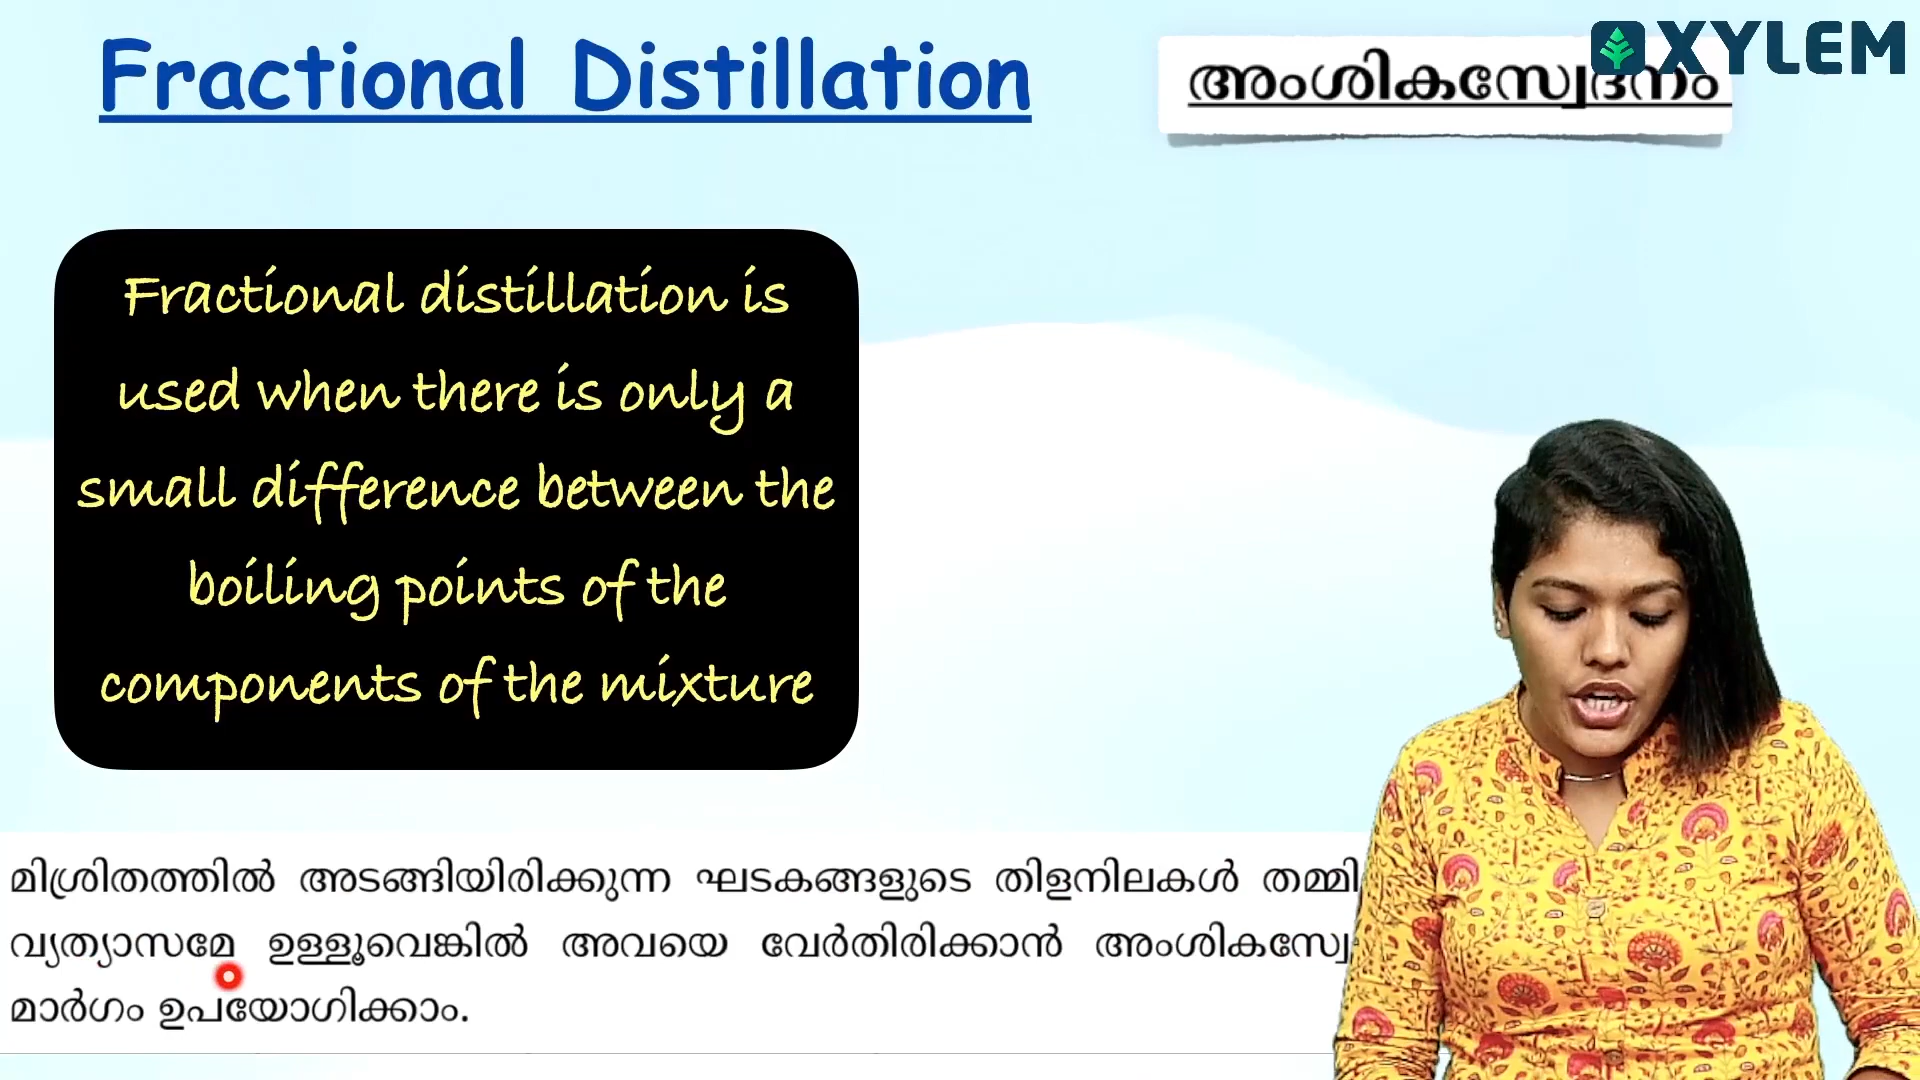 Fractional Distillation
അംശികസ്വേദനം
XYLEM
Fractional distillation is
used when there is only a
small difference between the
boiling points of the
components of the mixture
മിശ്രിതത്തിൽ അടങ്ങിയിരിക്കുന്ന ഘടകങ്ങളുടെ തിളനിലകൾ
വ്യത്യാസമേ ഉള്ളൂവെങ്കിൽ അവയെ വേർതിരിക്കാൻ
മാർഗം ഉപയോഗിക്കാം.